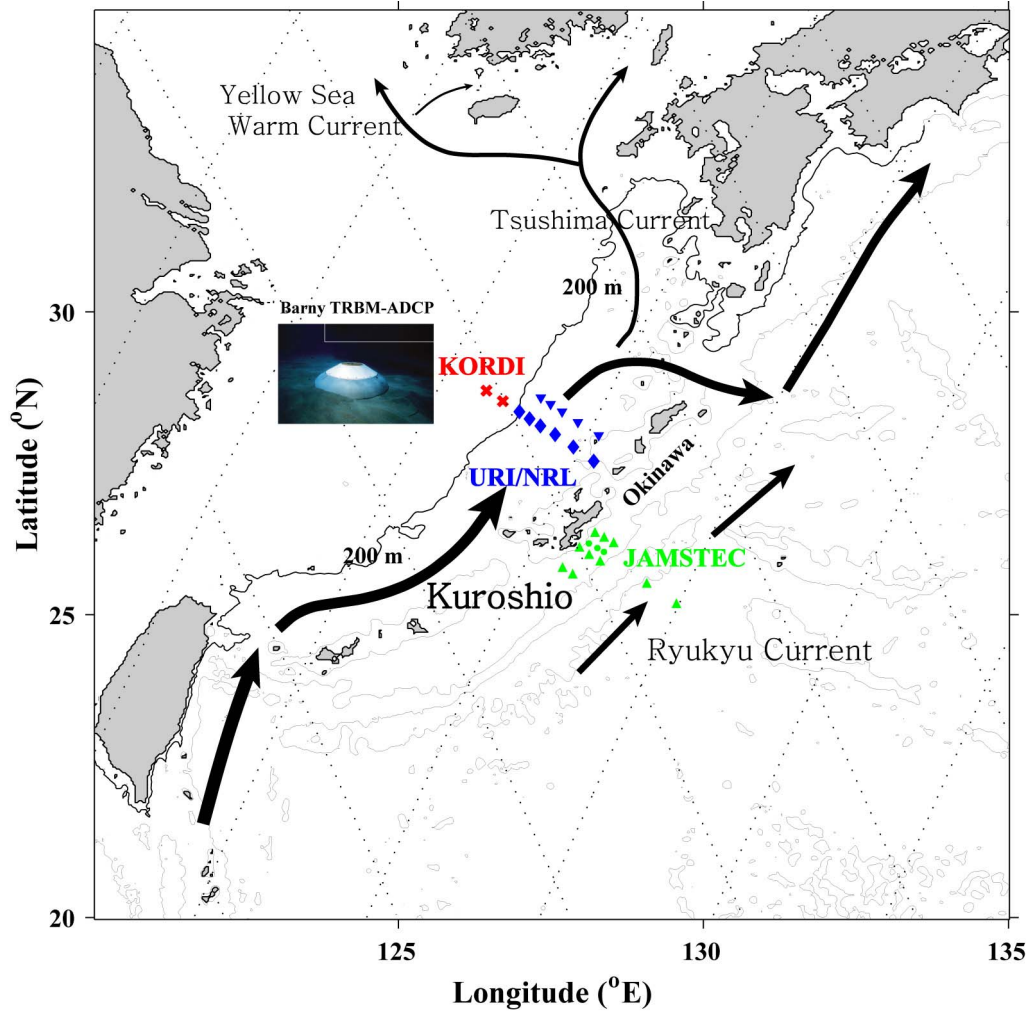 Yellow Sea
Warm Current
Tsushima Current
200 m
Barny TRBM-ADCP
KORDI
URI/NRL
Okinawa
200 m
JAMSTEC
Kuroshio
Ryukyu Current
30
25
20
Latitude (°N)
125
130
135
Longitude (°E)